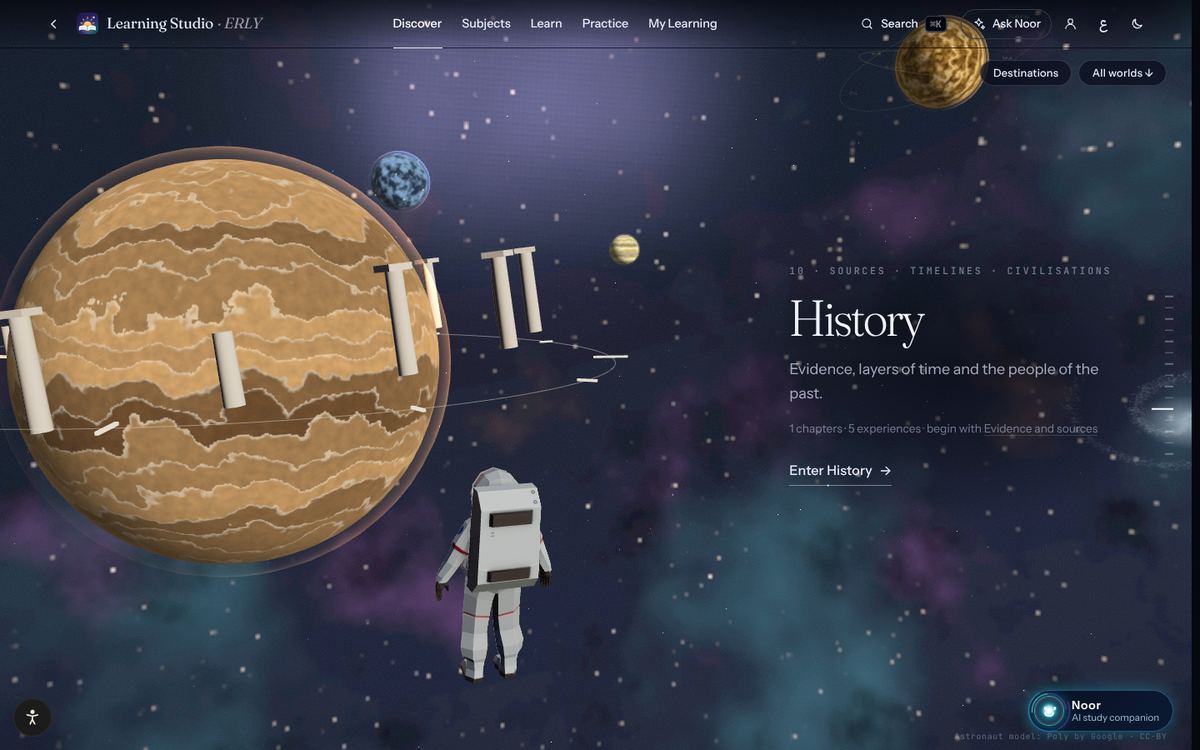 Learning Studio · ERLY
Discover
Subjects
Learn
Practice
My Learning
Search
⌘K
Ask Noor
ع
Destinations
All worlds ↓
10 · SOURCES · TIMELINES · CIVILISATIONS
History
Evidence, layers of time and the people of the
past.
1 chapters · 5 experiences · begin with Evidence and sources
Enter History →
Noor
AI study companion
Astronaut model: Poly by Google · CC-BY